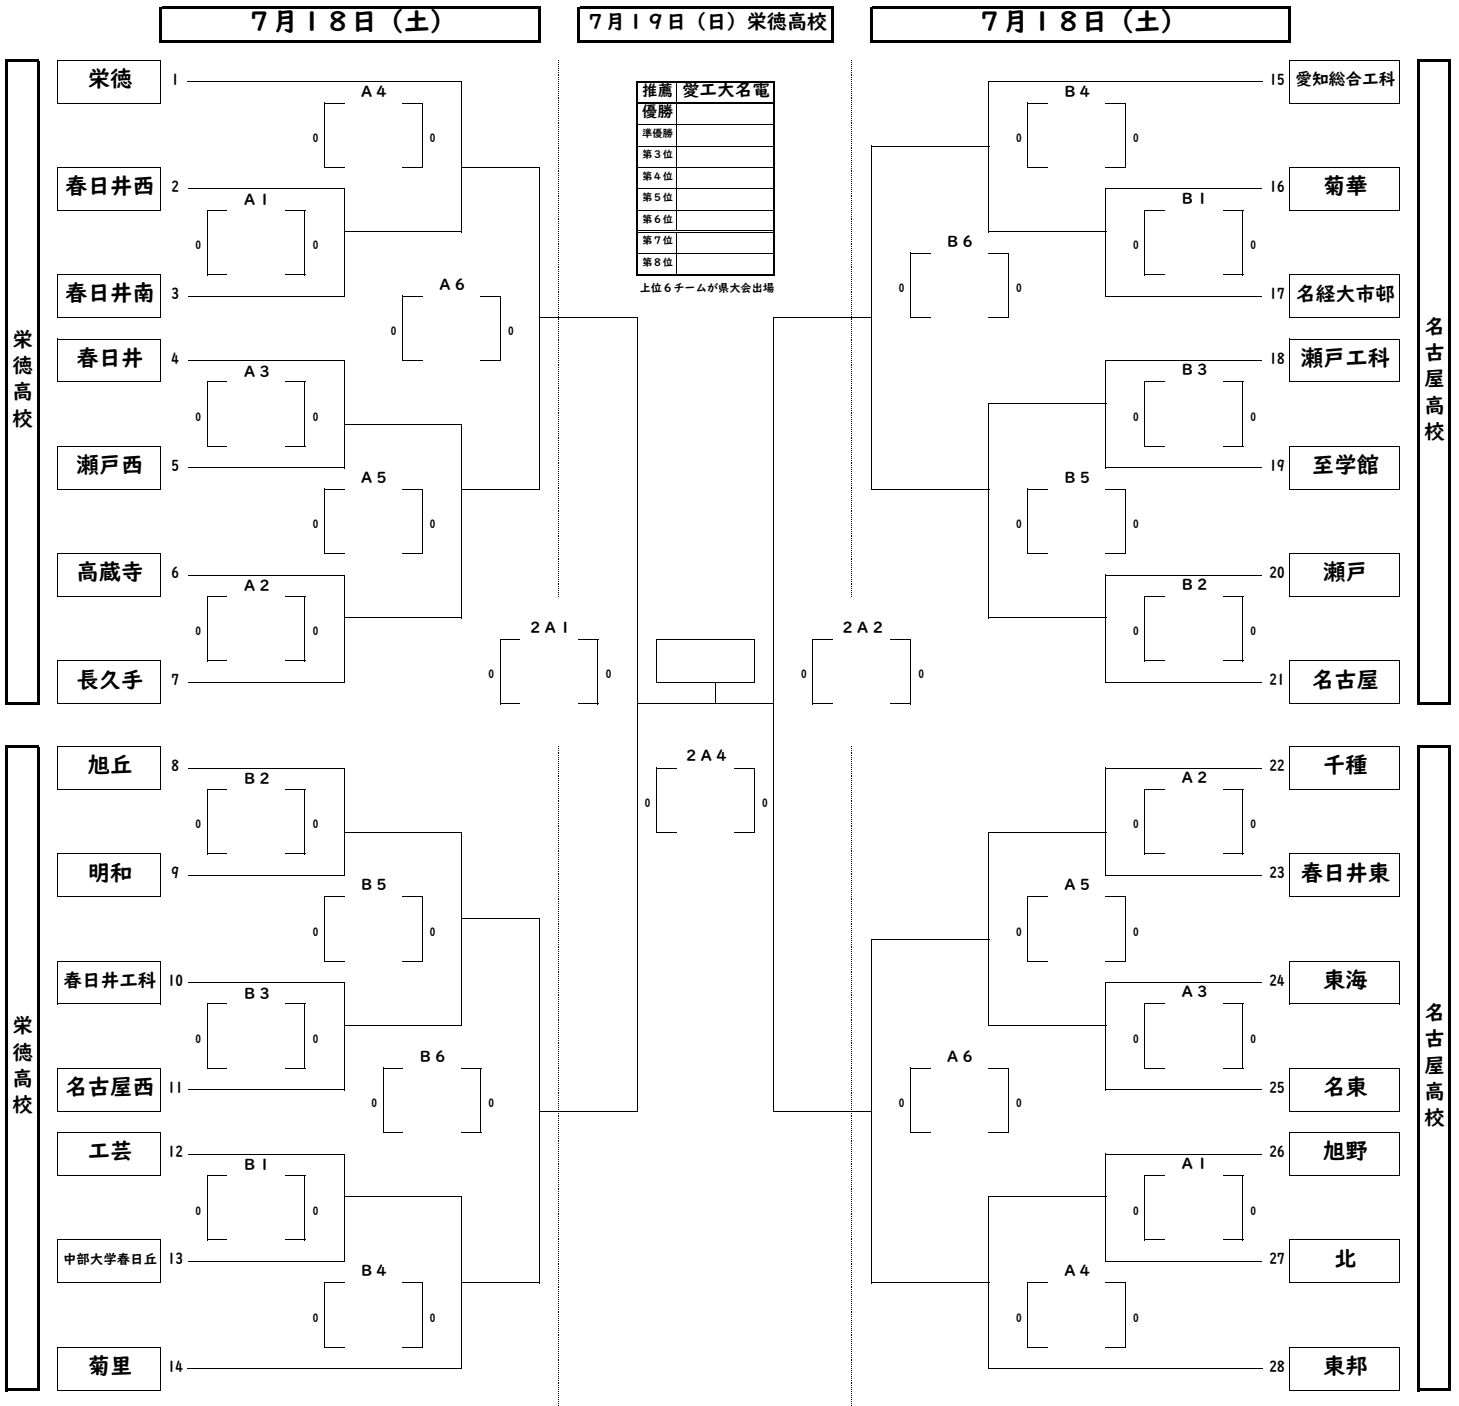 ７月１８日（土）
７月１９日（日）栄徳高校
７月１８日（土）
栄徳高校
栄徳 1
A４
0 0
春日井西 2
A１
0 0
春日井南 3
A６
0 0
春日井 4
A３
0 0
瀬戸西 5
A５
0 0
高蔵寺 6
A２
0 0
長久手 7
栄徳高校
旭丘 8
B２
0 0
明和 9
B５
0 0
春日井工科 10
B３
0 0
名古屋西 11
B６
0 0
工芸 12
B１
0 0
中部大学春日丘 13
B４
0 0
菊里 14
推薦 愛工大名電
優勝
準優勝
第３位
第４位
第５位
第６位
第７位
第８位
上位６チームが県大会出場
２A１
0 0
２A２
0 0
２A４
0 0
名古屋高校
15 愛知総合工科
B４
0 0
16 菊華
B１
0 0
B６
0 0
17 名経大市邨
18 瀬戸工科
B３
0 0
19 至学館
B５
0 0
20 瀬戸
B２
0 0
21 名古屋
名古屋高校
22 千種
A２
0 0
23 春日井東
A５
0 0
24 東海
A３
0 0
A６
0 0
25 名東
26 旭野
A１
0 0
27 北
A４
0 0
28 東邦